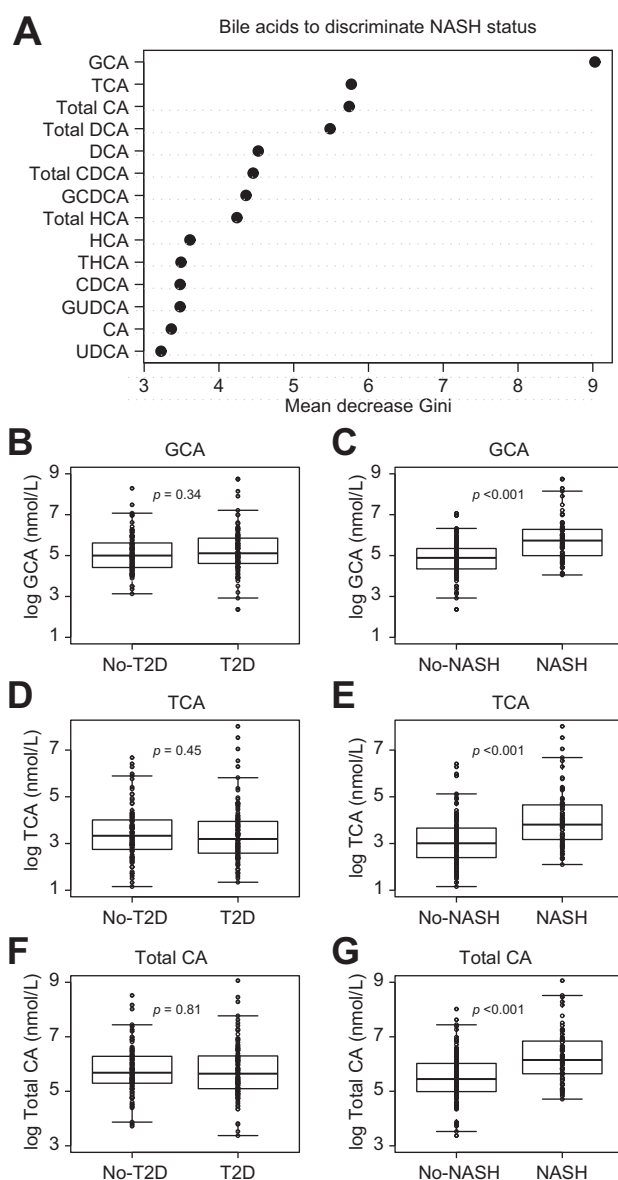 A
Bile acids to discriminate NASH status
GCA
TCA
Total CA
Total DCA
DCA
Total CDCA
GCDCA
Total HCA
HCA
THCA
CDCA
GUDCA
CA
UDCA
3 4 5 6 7 8 9
Mean decrease Gini
B
GCA
log GCA (nmol/L)
9
7
5
3
1
p = 0.34
No-T2D T2D
C
GCA
log GCA (nmol/L)
9
7
5
3
1
p <0.001
No-NASH NASH
D
TCA
log TCA (nmol/L)
7
5
3
1
p = 0.45
No-T2D T2D
E
TCA
log TCA (nmol/L)
7
5
3
1
p <0.001
No-NASH NASH
F
Total CA
log Total CA (nmol/L)
9
7
5
3
p = 0.81
No-T2D T2D
G
Total CA
log Total CA (nmol/L)
9
7
5
3
p <0.001
No-NASH NASH